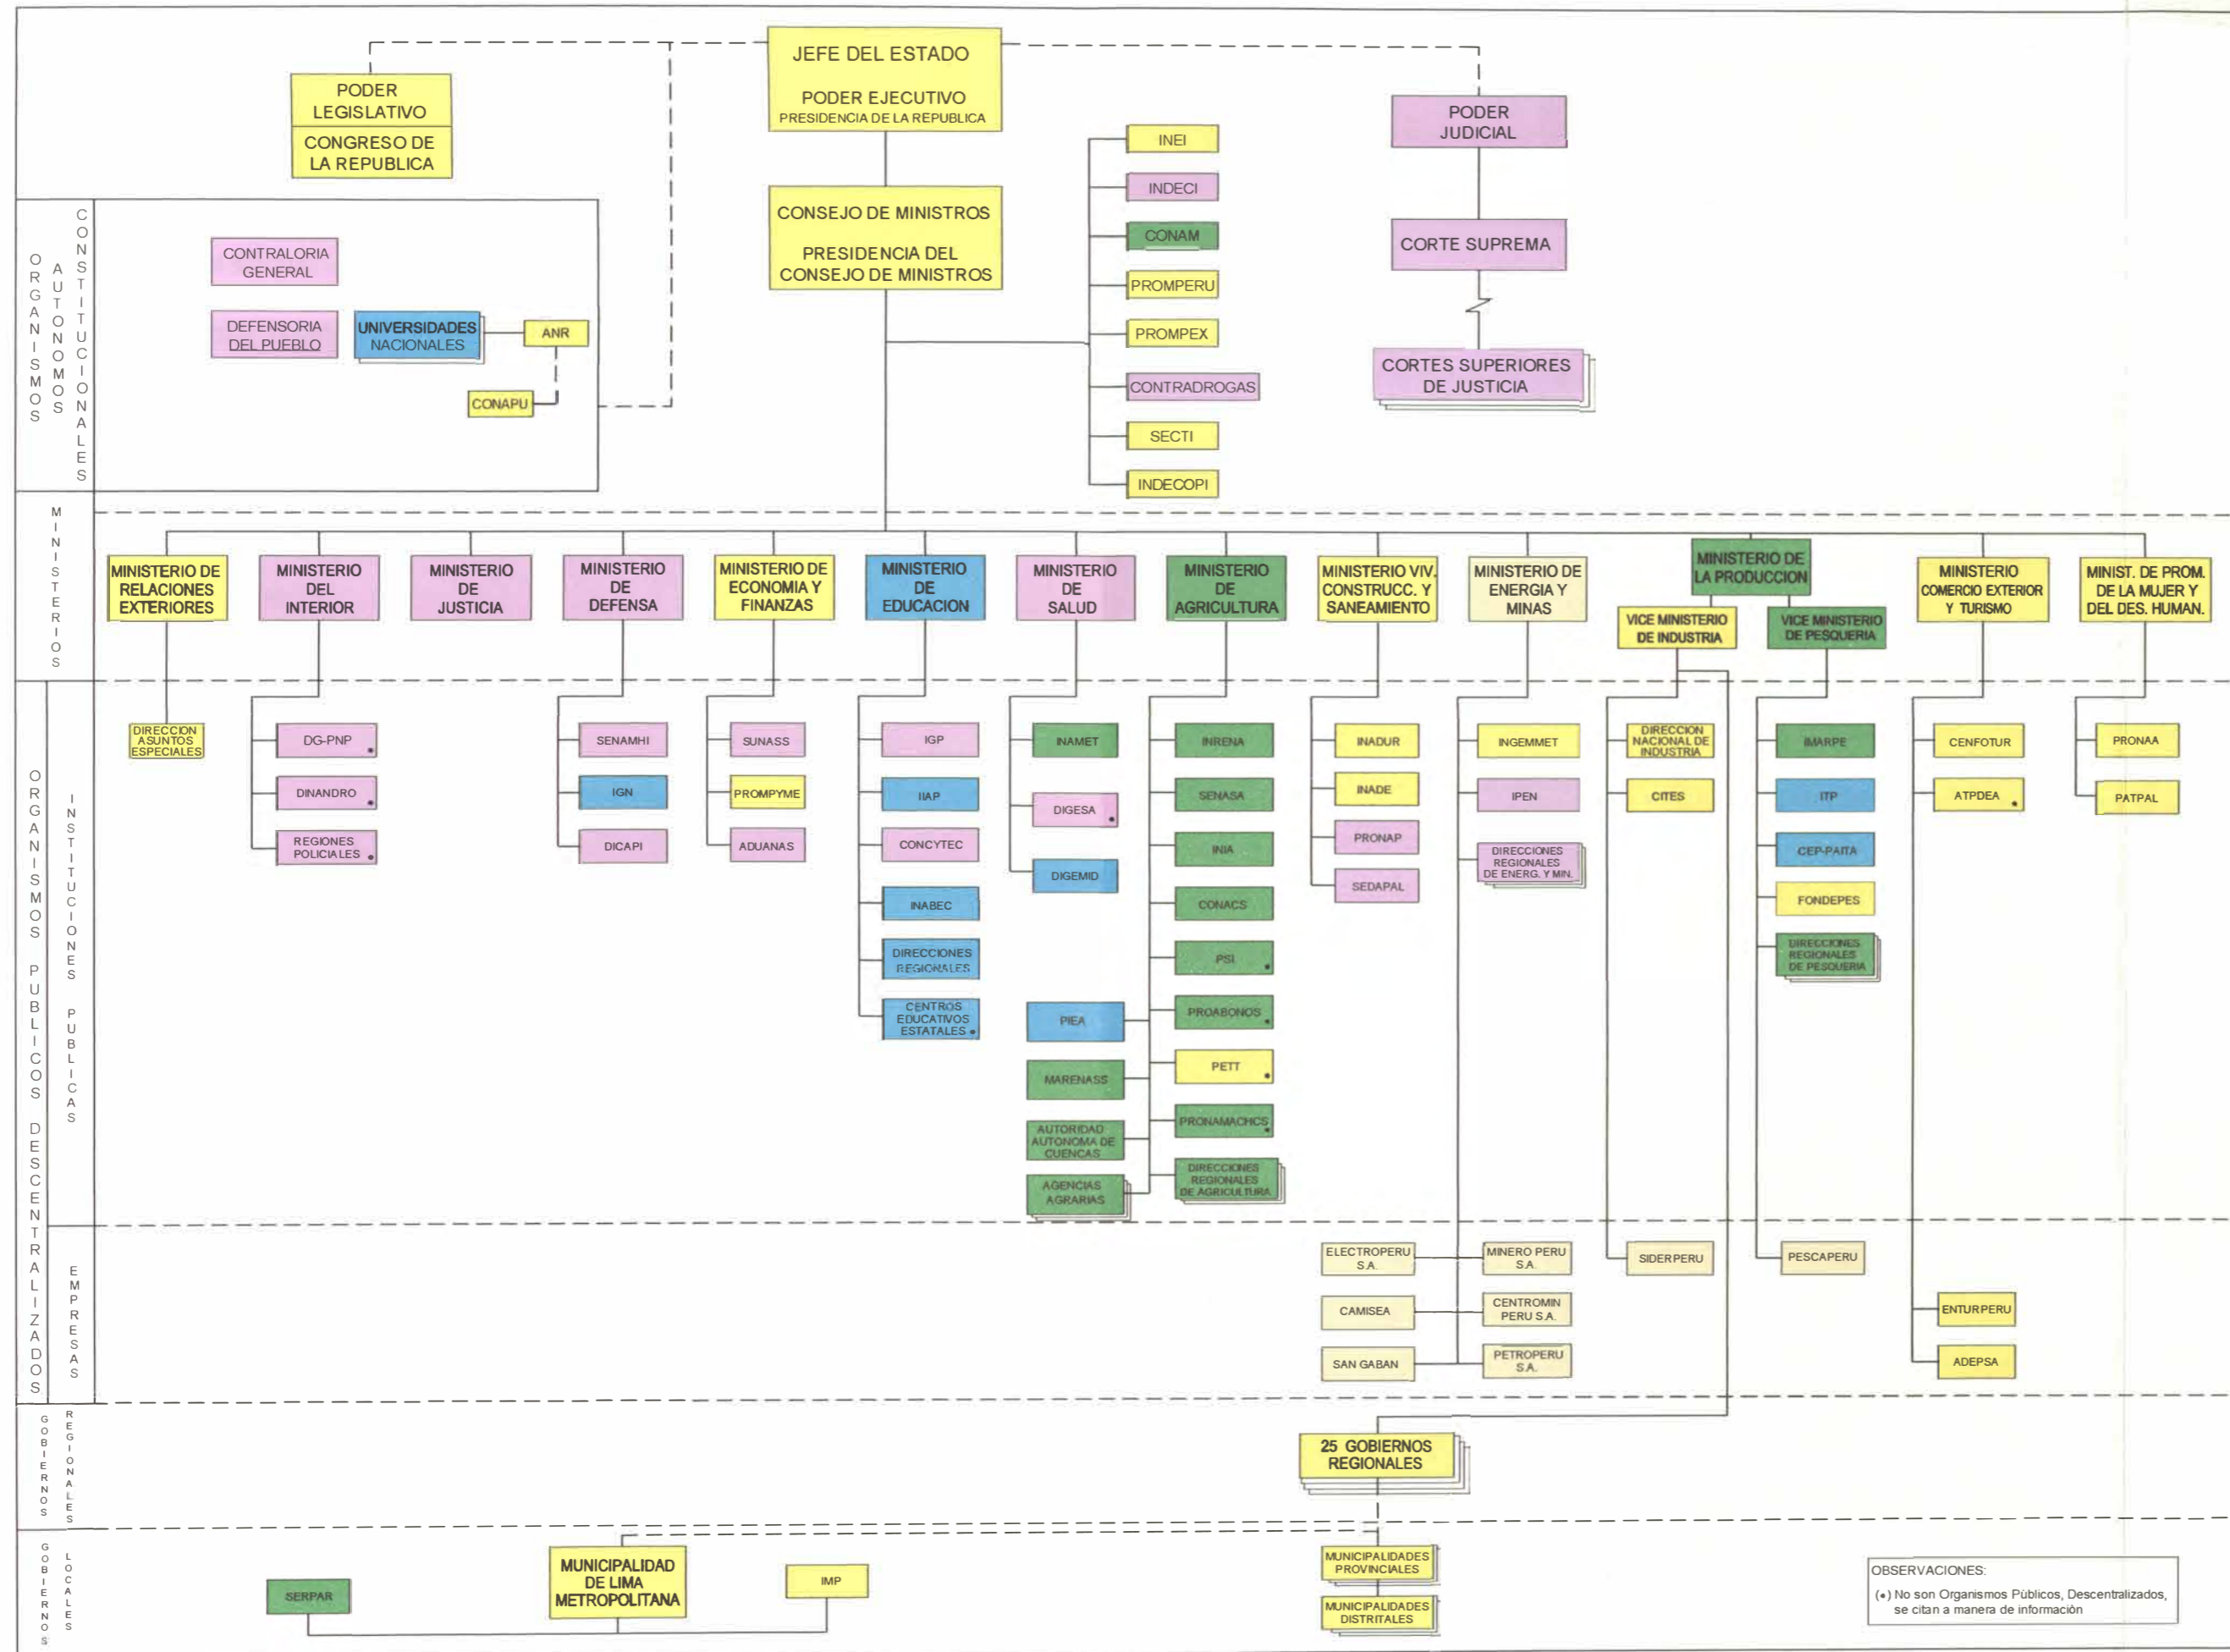 JEFE DEL ESTADO
PODER EJECUTIVO
PRESIDENCIA DE LA REPUBLICA
PODER
LEGISLATIVO
CONGRESO DE
LA REPUBLICA
PODER
JUDICIAL
CORTE SUPREMA
CORTES SUPERIORES
DE JUSTICIA
CONSEJO DE MINISTROS
PRESIDENCIA DEL
CONSEJO DE MINISTROS
INEI
INDECI
CONAM
PROMPERU
PROMPEX
CONTRADROGAS
SECTI
INDECOPI
ORGANISMOS
AUTONOMOS
CONSTITUCIONALES
CONTRALORIA
GENERAL
DEFENSORIA
DEL PUEBLO
UNIVERSIDADES
NACIONALES
ANR
CONAPU
MINISTERIOS
MINISTERIO DE
RELACIONES
EXTERIORES
MINISTERIO
DEL
INTERIOR
MINISTERIO
DE
JUSTICIA
MINISTERIO
DE
DEFENSA
MINISTERIO DE
ECONOMIA Y
FINANZAS
MINISTERIO
DE
EDUCACION
MINISTERIO
DE
SALUD
MINISTERIO
DE
AGRICULTURA
MINISTERIO VIV.
CONSTRUCC. Y
SANEAMIENTO
MINISTERIO DE
ENERGIA Y
MINAS
MINISTERIO DE
LA PRODUCCION
VICE MINISTERIO
DE INDUSTRIA
VICE MINISTERIO
DE PESQUERIA
MINISTERIO
COMERCIO EXTERIOR
Y TURISMO
MINIST. DE PROM.
DE LA MUJER Y
DEL DES. HUMAN.
ORGANISMOS PUBLICOS DESCENTRALIZADOS
INSTITUCIONES PUBLICAS
DIRECCION
ASUNTOS
ESPECIALES
DG-PNP •
DINANDRO •
REGIONES
POLICIALES •
SENAMHI
IGN
DICAPI
SUNASS
PROMPYME
ADUANAS
IGP
IIAP
CONCYTEC
INABEC
DIRECCIONES
REGIONALES
CENTROS
EDUCATIVOS
ESTATALES •
INAMET
DIGESA •
DIGEMID
PIEA
MARENASS
AUTORIDAD
AUTONOMA DE
CUENCAS
AGENCIAS
AGRARIAS
INRENA
SENASA
INIA
CONACS
PSI •
PROABONOS •
PETT •
PRONAMACHCS •
DIRECCIONES
REGIONALES
DE AGRICULTURA
INADUR
INADE
PRONAP
SEDAPAL
INGEMMET
IPEN
DIRECCIONES
REGIONALES
DE ENERG. Y MIN.
DIRECCION
NACIONAL DE
INDUSTRIA
CITES
IMARPE
ITP
CEP-PAITA
FONDEPES
DIRECCIONES
REGIONALES
DE PESQUERIA
CENFOTUR
ATPDEA •
PRONAA
PATPAL
EMPRESAS
ELECTROPERU
S.A.
CAMISEA
SAN GABAN
MINERO PERU
S.A.
CENTROMIN
PERU S.A.
PETROPERU
S.A.
SIDERPERU
PESCAPERU
ENTURPERU
ADEPSA
GOBIERNOS
REGIONALES
25 GOBIERNOS
REGIONALES
GOBIERNOS
LOCALES
SERPAR
MUNICIPALIDAD
DE LIMA
METROPOLITANA
IMP
MUNICIPALIDADES
PROVINCIALES
MUNICIPALIDADES
DISTRITALES
OBSERVACIONES:
(•) No son Organismos Pùblicos, Descentralizados,
se citan a manera de informaciòn